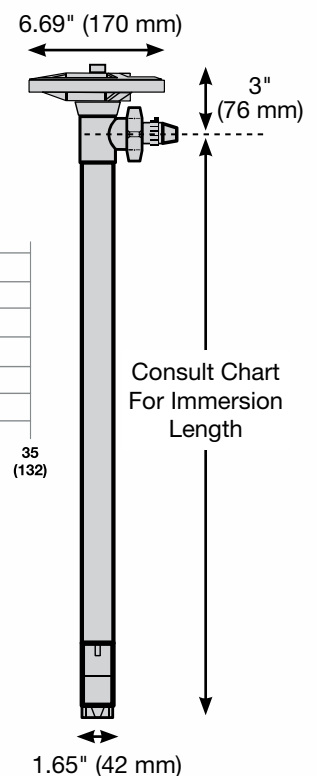 6.69" (170 mm)
3"
(76 mm)
Consult Chart
For Immersion
Length
35
(132)
1.65" (42 mm)